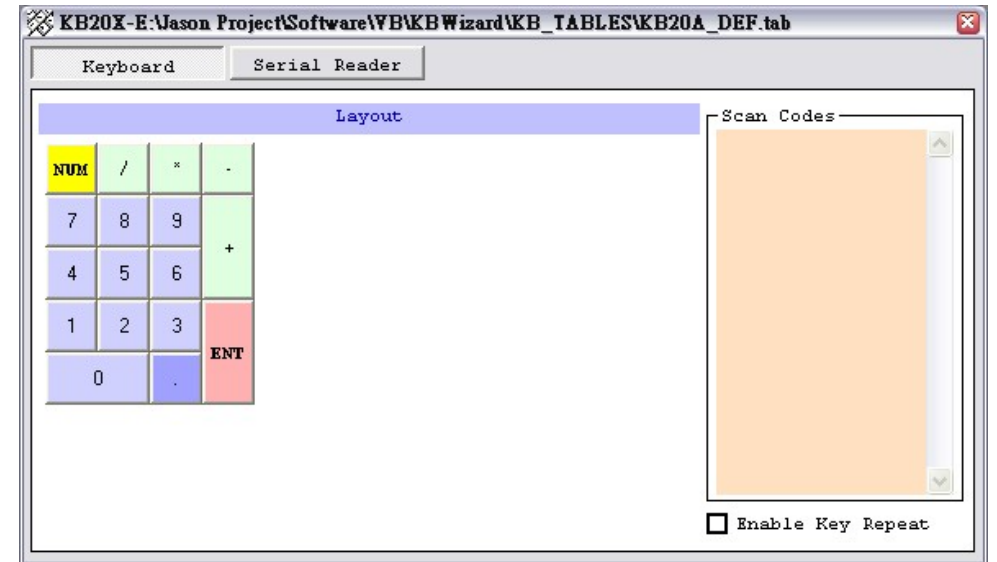 KB20X-E:\Jason Project\Software\VB\KBWizard\KB_TABLES\KB20A_DEF.tab
Keyboard Serial Reader
Layout
Scan Codes
NUM / * -
7 8 9
+
4 5 6
1 2 3
ENT
0 .
Enable Key Repeat